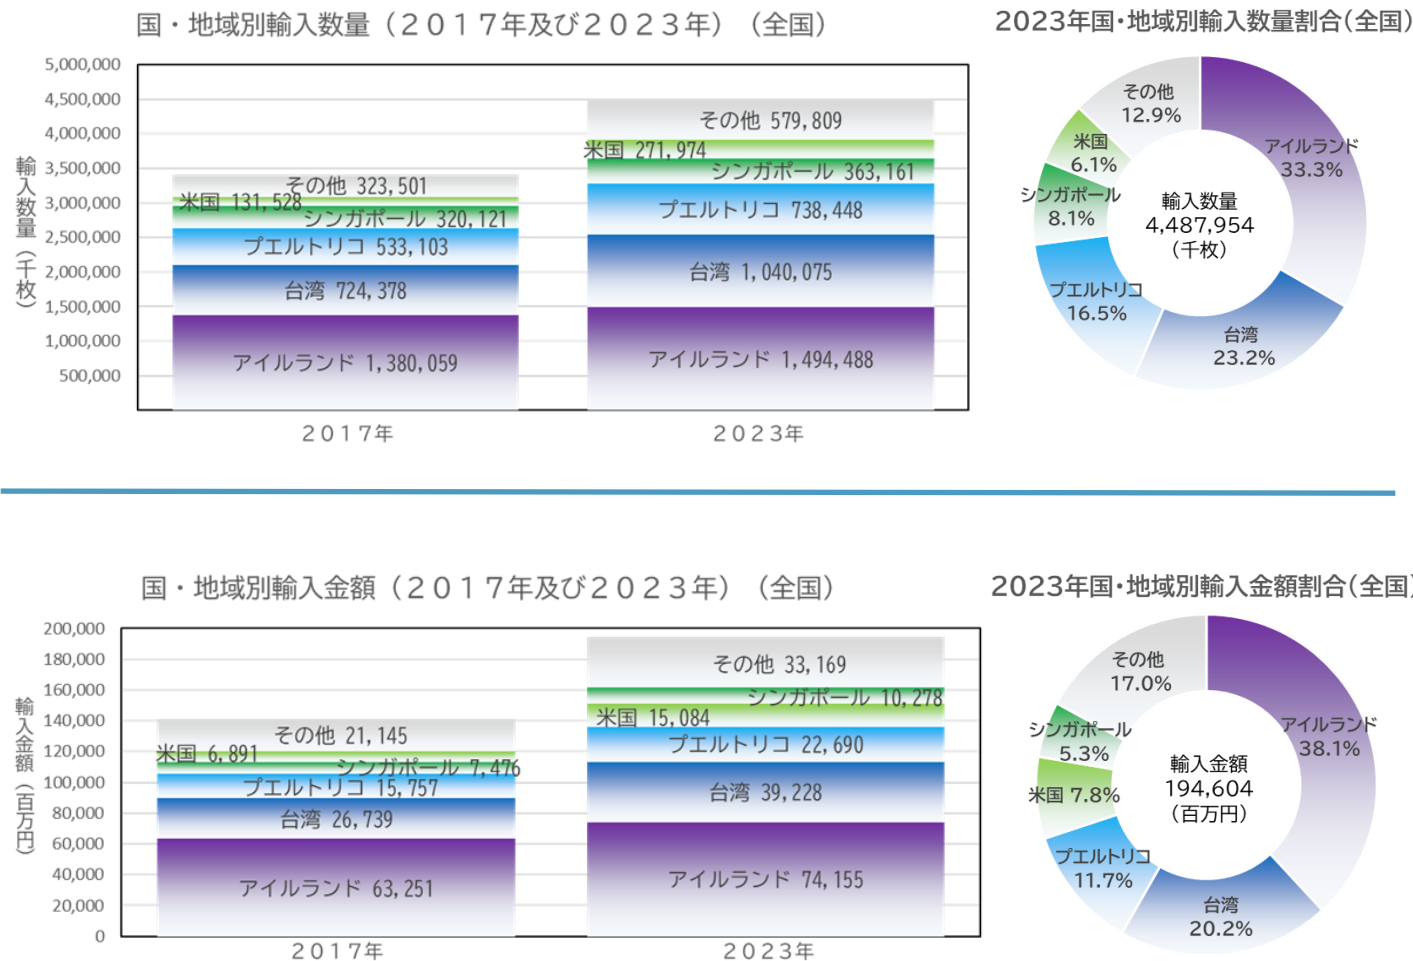 国・地域別輸入数量（２０１７年及び２０２３年）（全国）
5,000,000
4,500,000
4,000,000
3,500,000
3,000,000
2,500,000
2,000,000
1,500,000
1,000,000
500,000
輸入数量（千枚）
その他 323,501
米国 131,528
シンガポール 320,121
プエルトリコ 533,103
台湾 724,378
アイルランド 1,380,059
その他 579,809
米国 271,974
シンガポール 363,161
プエルトリコ 738,448
台湾 1,040,075
アイルランド 1,494,488
２０１７年
２０２３年
2023年国・地域別輸入数量割合（全国）
その他
12.9%
米国
6.1%
シンガポール
8.1%
プエルトリコ
16.5%
台湾
23.2%
アイルランド
33.3%
輸入数量
4,487,954
（千枚）
国・地域別輸入金額（２０１７年及び２０２３年）（全国）
200,000
180,000
160,000
140,000
120,000
100,000
80,000
60,000
40,000
20,000
0
輸入金額（百万円）
その他 21,145
米国 6,891
シンガポール 7,476
プエルトリコ 15,757
台湾 26,739
アイルランド 63,251
その他 33,169
シンガポール 10,278
米国 15,084
プエルトリコ 22,690
台湾 39,228
アイルランド 74,155
２０１７年
２０２３年
2023年国・地域別輸入金額割合（全国）
その他
17.0%
シンガポール
5.3%
米国 7.8%
プエルトリコ
11.7%
台湾
20.2%
アイルランド
38.1%
輸入金額
194,604
（百万円）